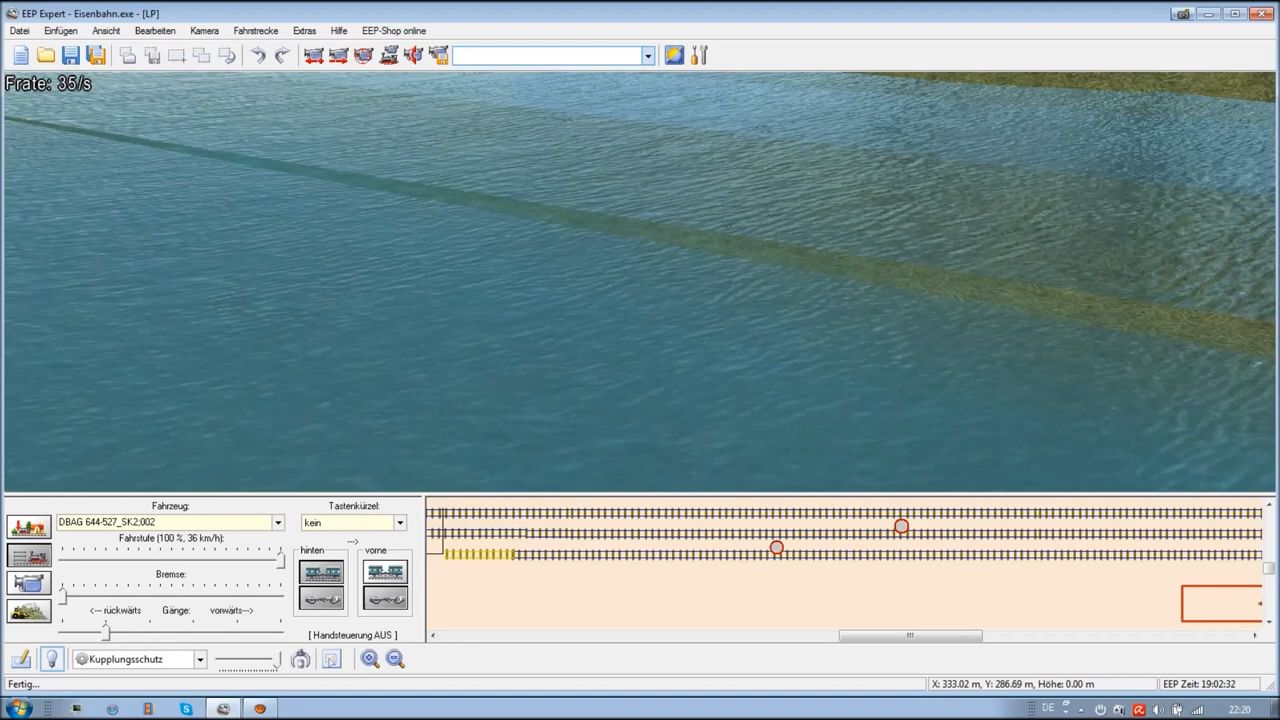 EEP Expert - Eisenbahn.exe - [LP]
Datei Einfügen Ansicht Bearbeiten Kamera Fahrstrecke Extras Hilfe EEP-Shop online
Frate: 35/s
Fahrzeug:
Tastenkürzel:
DBAG 644-527_SK2;002
kein
Fahrstufe (100 %, 36 km/h):
--->
hinten
vorne
Bremse:
<--- rückwärts Gänge: vorwärts--->
[ Handsteuerung AUS ]
Kupplungsschutz
Fertig...
X: 333.02 m, Y: 286.69 m, Höhe: 0.00 m
EEP Zeit: 19:02:32
DE
22:20